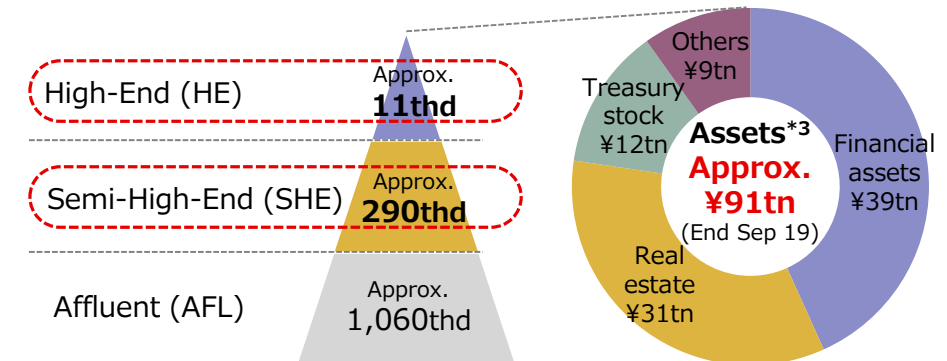 High-End (HE)
Approx.
11thd
Semi-High-End (SHE)
Approx.
290thd
Affluent (AFL)
Approx.
1,060thd
Others
¥9tn
Treasury
stock
¥12tn
Assets*3
Approx.
¥91tn
(End Sep 19)
Financial
assets
¥39tn
Real
estate
¥31tn